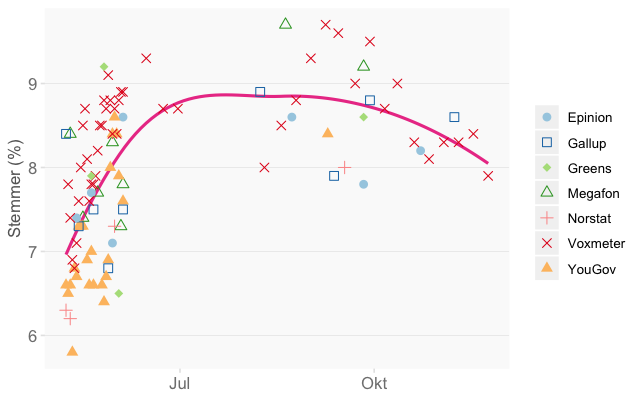 Stemmer (%)
9
8
7
6
Jul
Okt
Epinion
Gallup
Greens
Megafon
Norstat
Voxmeter
YouGov